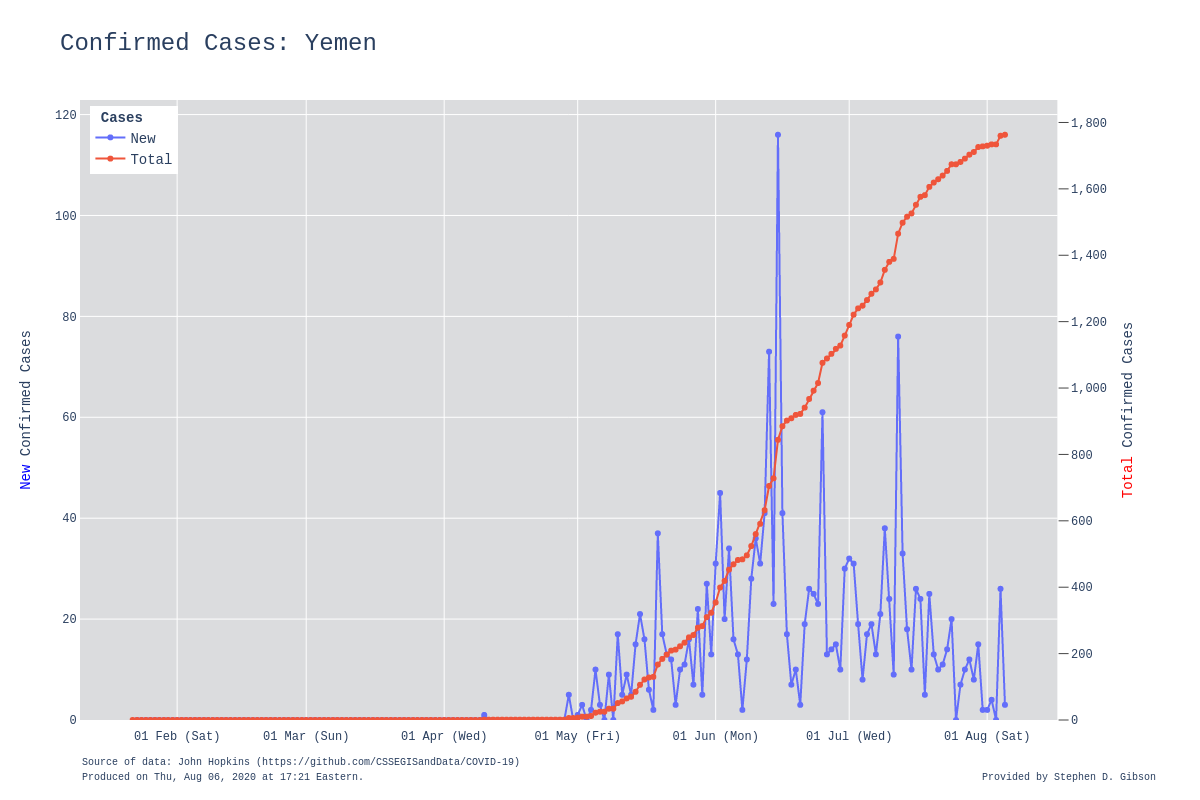 Confirmed Cases: Yemen
Cases
New
Total
120
100
80
60
40
20
0
1,800
1,600
1,400
1,200
1,000
800
600
400
200
0
New Confirmed Cases
Total Confirmed Cases
01 Feb (Sat) 01 Mar (Sun) 01 Apr (Wed) 01 May (Fri) 01 Jun (Mon) 01 Jul (Wed) 01 Aug (Sat)
Source of data: John Hopkins (https://github.com/CSSEGISandData/COVID-19)
Produced on Thu, Aug 06, 2020 at 17:21 Eastern.
Provided by Stephen D. Gibson